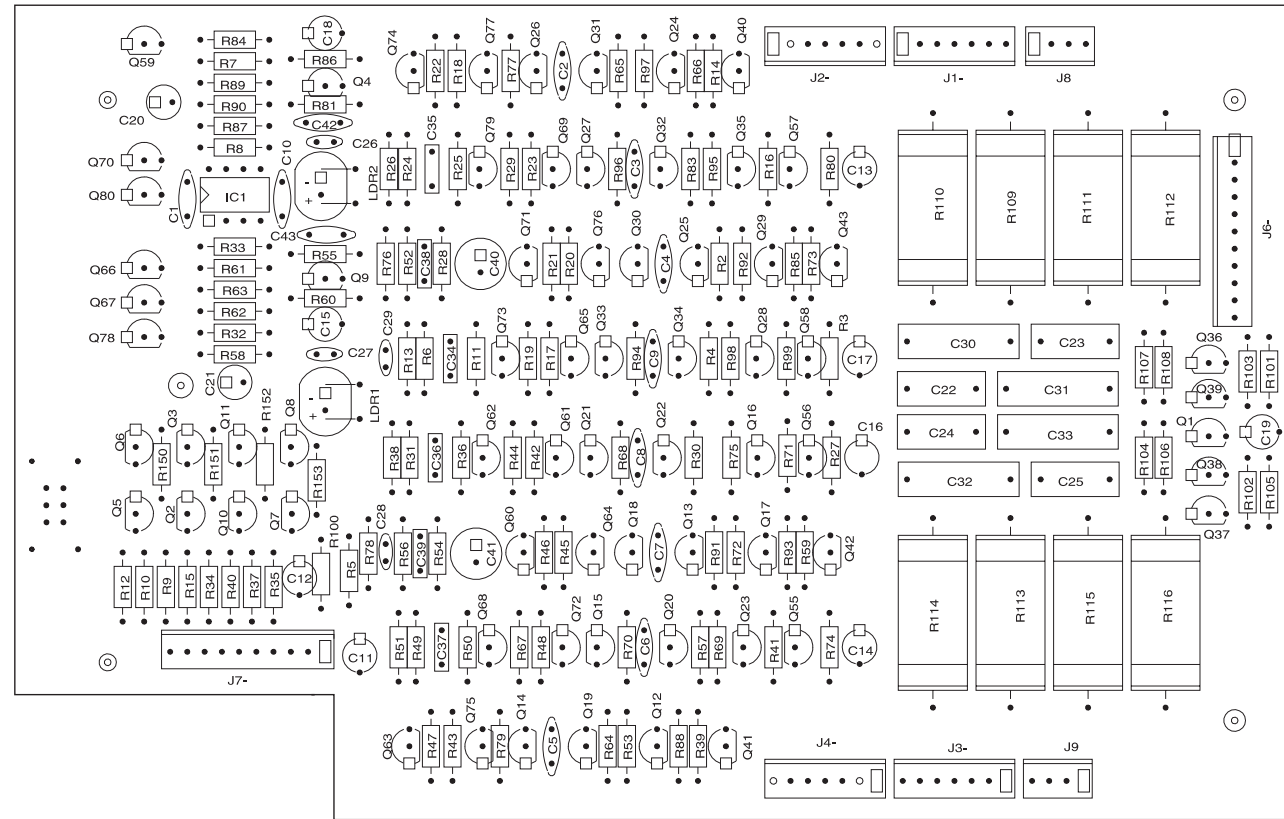 Q59
R84
R7
R89
R90
R87
R8
C18
R86
Q4
R81
C42
C26
C20
Q70
Q80
C1
IC1
C10
LDR2
C43
R33
R61
R63
R62
R32
R58
R55
Q9
R60
C15
C27
Q66
Q67
Q78
C21
LDR1
Q74
R22
R18
Q77
R77
Q26
C2
Q31
R65
R97
Q24
R66
R14
Q40
J2-
J1-
J8
R26
R24
C35
R25
Q79
R29
R23
Q69
Q27
R96
C3
Q32
R83
R95
Q35
R16
Q57
R80
C13
R76
R52
C38
R28
C40
Q71
R21
R20
Q76
Q30
C4
Q25
R2
R92
Q29
R85
R73
Q43
R110
R109
R111
R112
J6-
C29
R13
R6
C34
R11
Q73
R19
R17
Q65
Q33
R94
C9
Q34
R4
R98
Q28
R99
Q58
R3
C17
C30
C23
C22
C31
C24
C33
C32
C25
R107
R108
Q36
Q39
R103
R101
Q1
C19
R104
R106
Q38
Q37
R102
R105
Q6
Q3
Q11
R152
Q8
R150
R151
R153
Q5
Q2
Q10
Q7
R38
R31
C36
R36
Q62
R44
R42
Q61
Q21
R68
C8
Q22
R30
R75
Q16
R71
Q56
R27
C16
R12
R10
R9
R15
R34
R40
R37
R35
C12
R100
R5
R78
C28
R56
C39
R54
C41
Q60
R46
R45
Q64
Q18
C7
Q13
R91
R72
Q17
R93
R59
Q42
R114
R113
R115
R116
J7-
C11
R51
R49
C37
R50
Q68
R67
R48
Q72
Q15
R70
C6
Q20
R57
R69
Q23
R41
Q55
R74
C14
Q63
R47
R43
Q75
R79
Q14
C5
Q19
R64
R53
Q12
R88
R39
Q41
J4-
J3-
J9